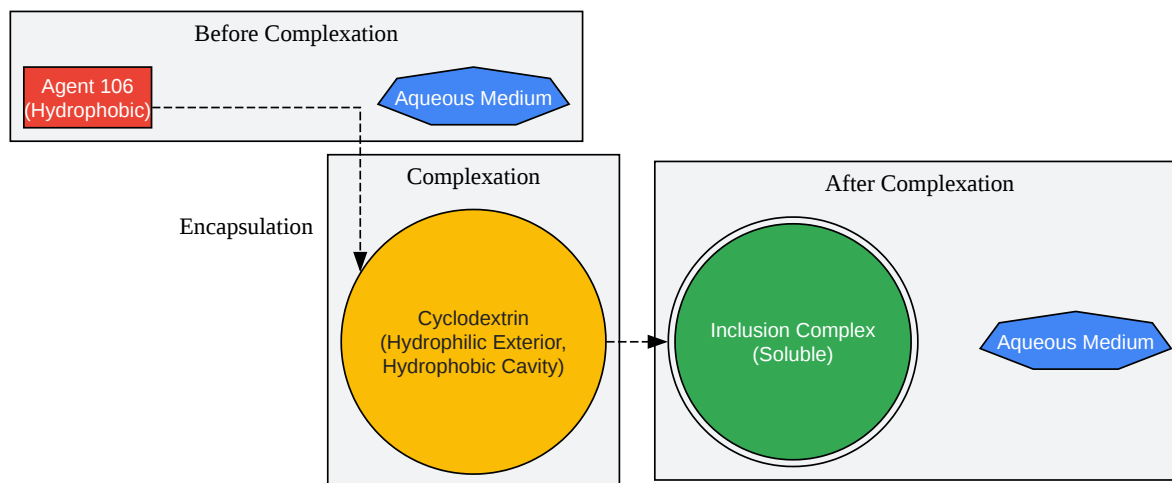 Before Complexation
Agent 106
(Hydrophobic)
Aqueous Medium
Encapsulation
Complexation
Cyclodextrin
(Hydrophilic Exterior,
Hydrophobic Cavity)
After Complexation
Inclusion Complex
(Soluble)
Aqueous Medium